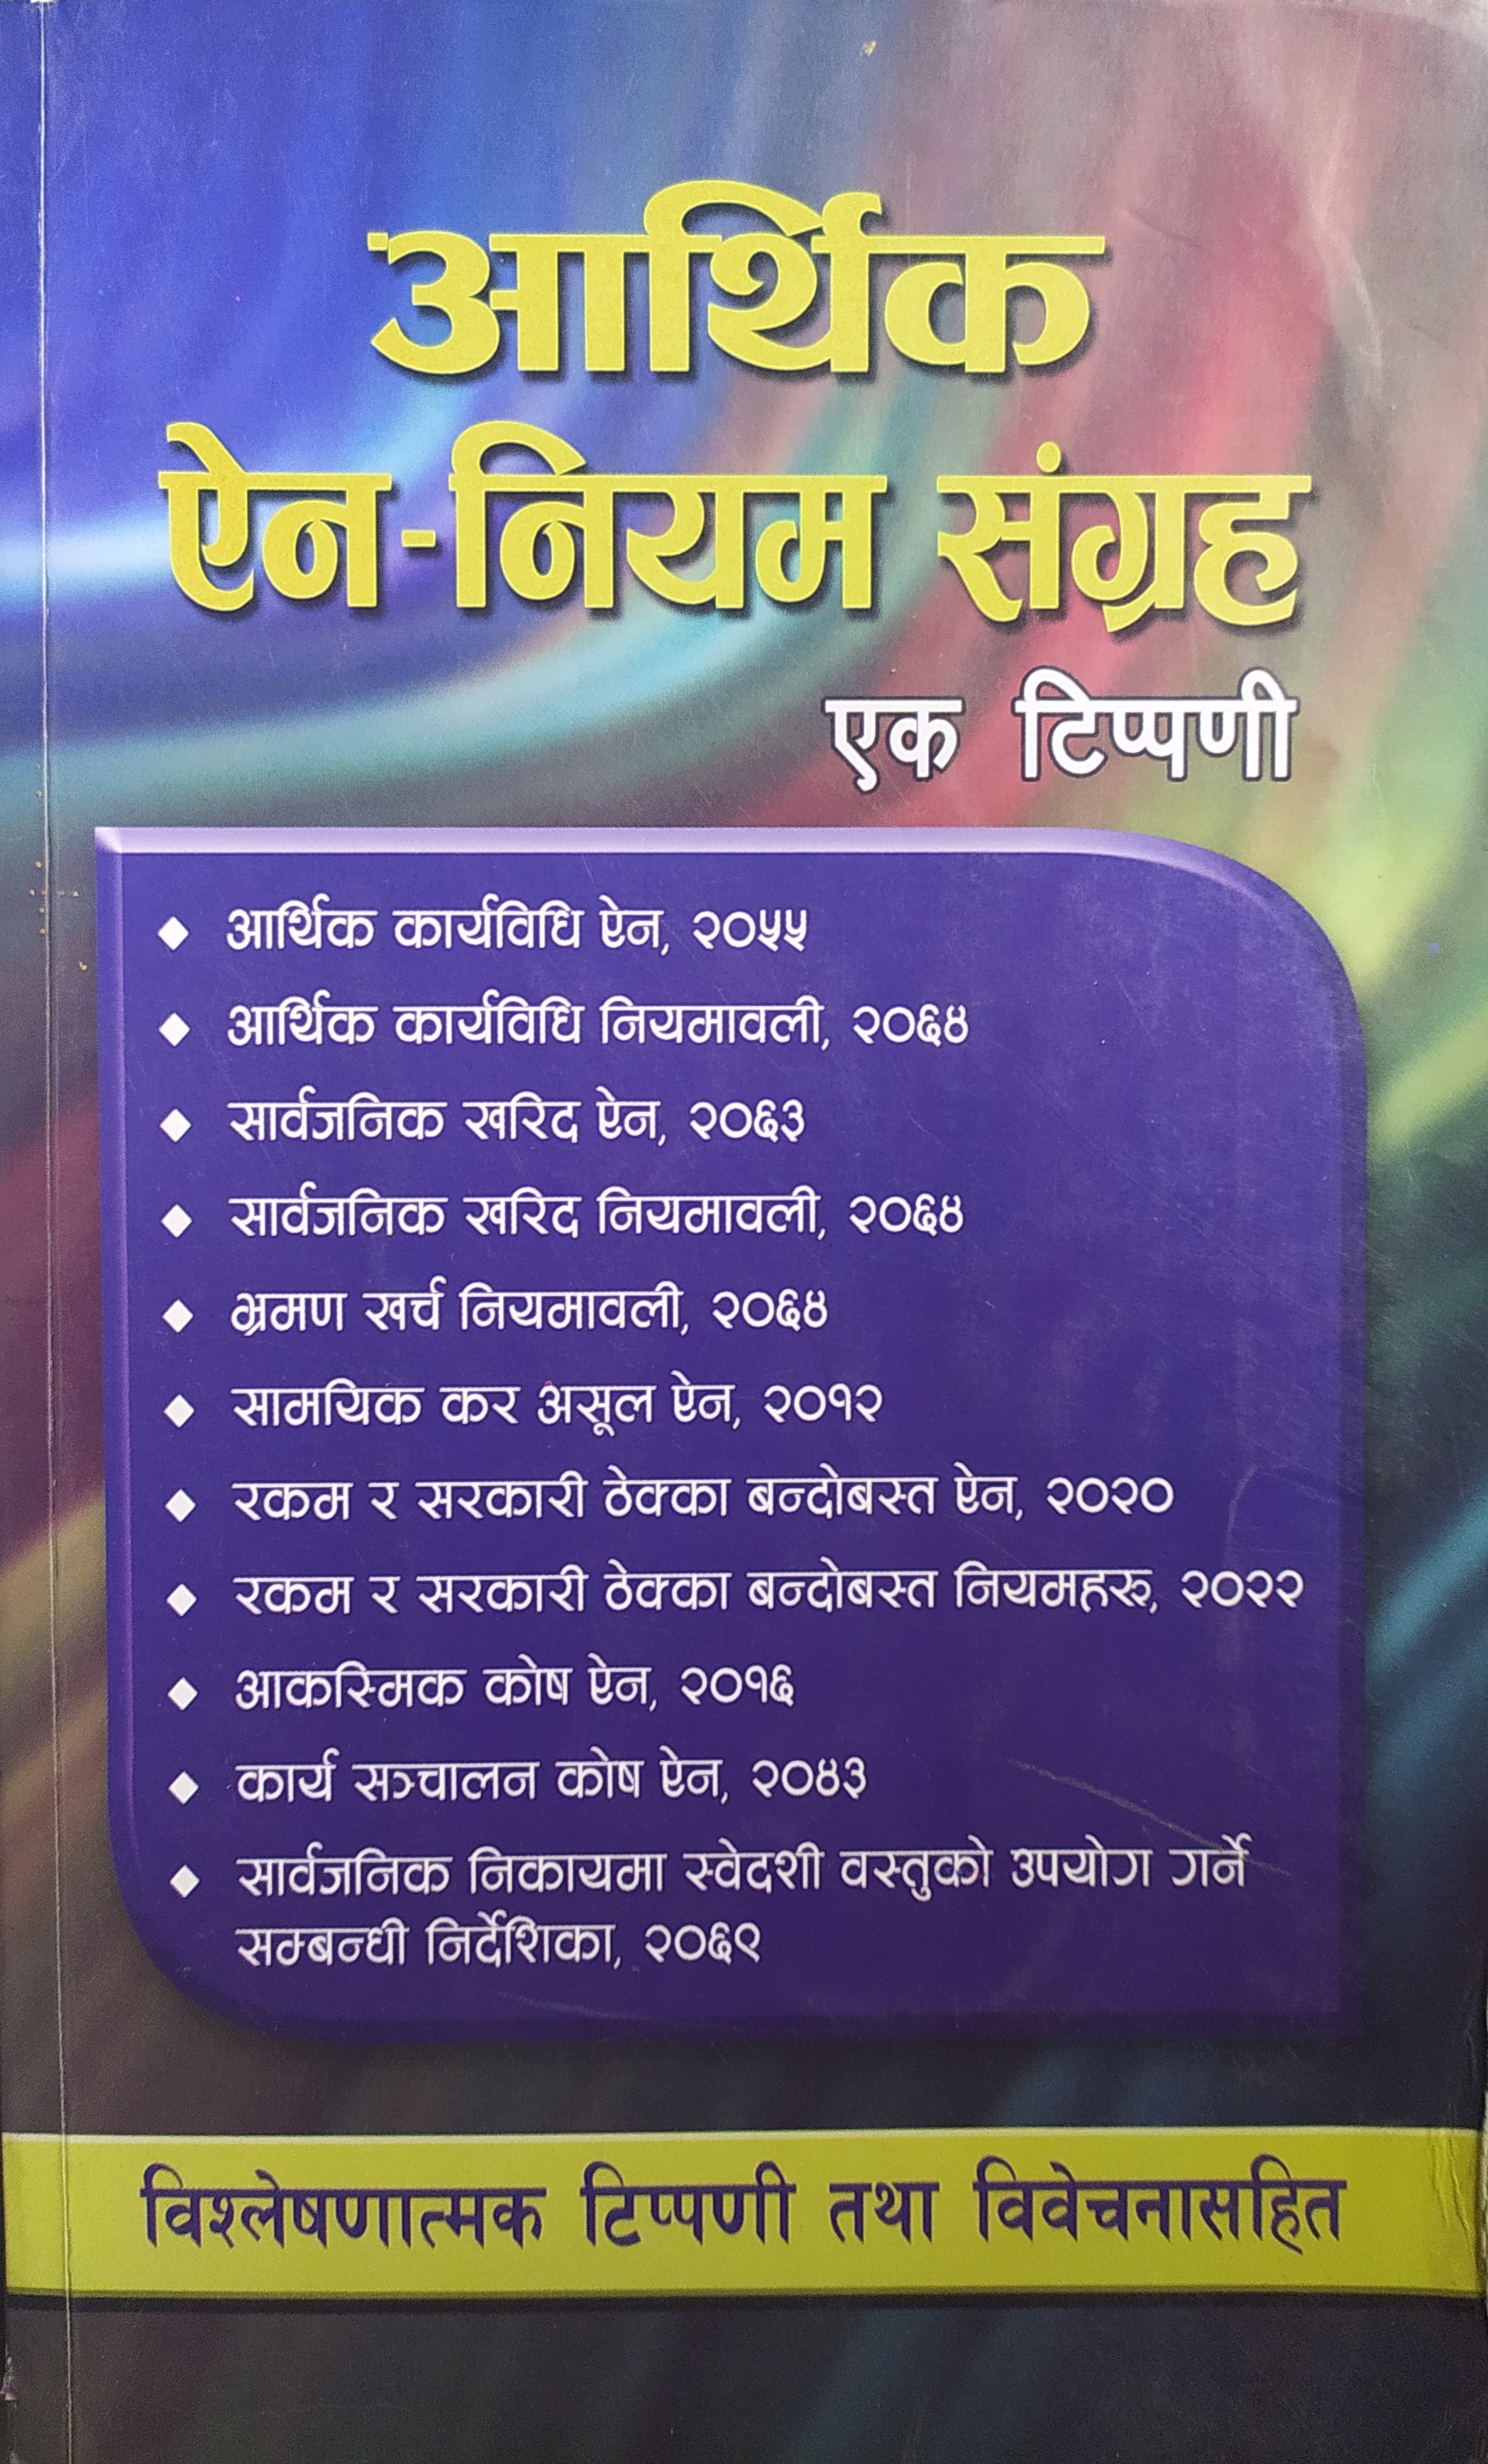 आर्थिक
ऐन-नियम संग्रह
एक टिप्पणी
◆ आर्थिक कार्यविधि ऐन, २०५५
◆ आर्थिक कार्यविधि नियमावली, २०६४
◆ सार्वजनिक खरिद ऐन, २०६३
◆ सार्वजनिक खरिद नियमावली, २०६४
◆ भ्रमण खर्च नियमावली, २०६४
◆ सामयिक कर असूल ऐन, २०१२
◆ रकम र सरकारी ठेक्का बन्दोबस्त ऐन, २०२०
◆ रकम र सरकारी ठेक्का बन्दोबस्त नियमहरु, २०२२
◆ आकस्मिक कोष ऐन, २०१६
◆ कार्य सञ्चालन कोष ऐन, २०४३
◆ सार्वजनिक निकायमा स्वेदशी वस्तुको उपयोग गर्ने
सम्बन्धी निर्देशिका, २०६९
विश्लेषणात्मक टिप्पणी तथा विवेचनासहित